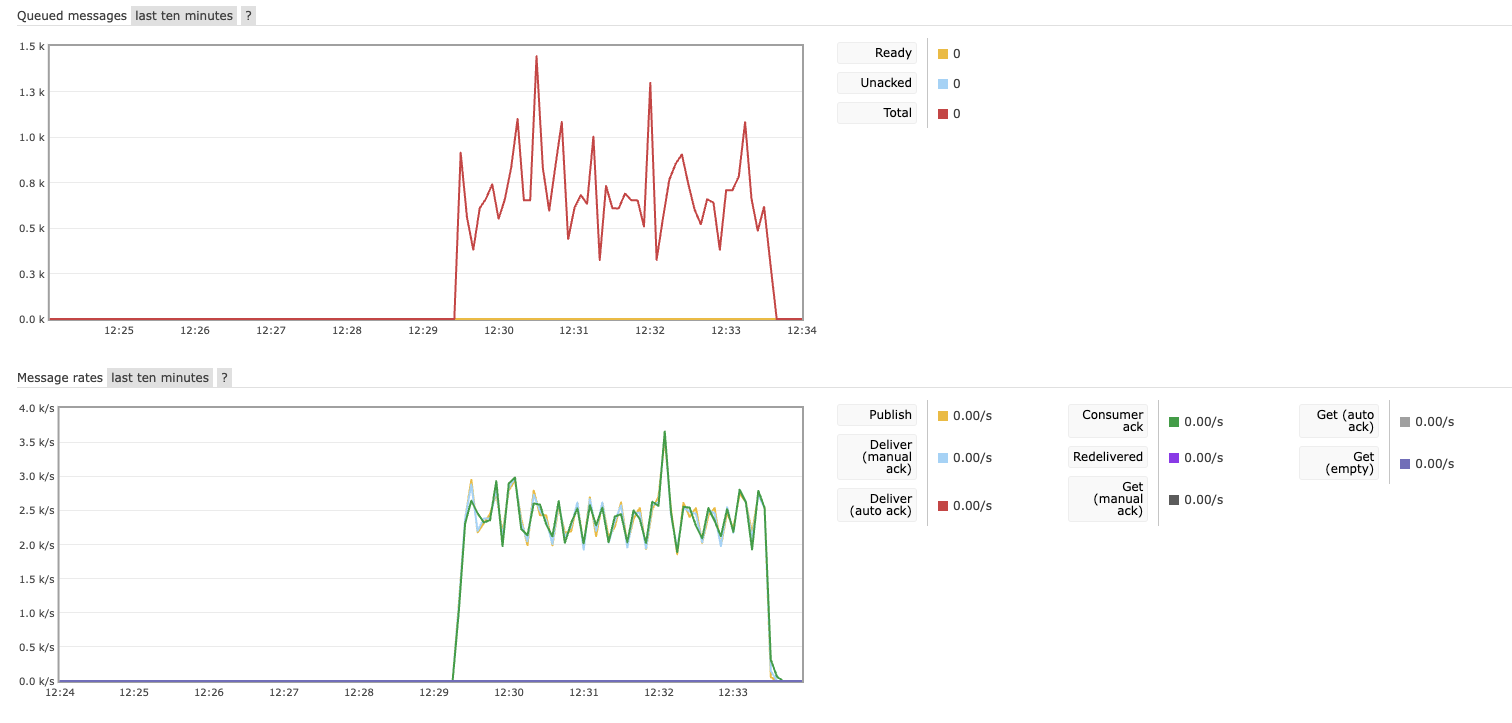 Queued messages last ten minutes ?
1.5 k
1.3 k
1.0 k
0.8 k
0.5 k
0.3 k
0.0 k
12:25 12:26 12:27 12:28 12:29 12:30 12:31 12:32 12:33 12:34
Ready 0
Unacked 0
Total 0
Message rates last ten minutes ?
4.0 k/s
3.5 k/s
3.0 k/s
2.5 k/s
2.0 k/s
1.5 k/s
1.0 k/s
0.5 k/s
0.0 k/s
12:24 12:25 12:26 12:27 12:28 12:29 12:30 12:31 12:32 12:33
Publish 0.00/s
Deliver
(manual 0.00/s
ack)
Deliver
(auto ack) 0.00/s
Consumer
ack 0.00/s
Redelivered 0.00/s
Get
(manual 0.00/s
ack)
Get (auto
ack) 0.00/s
Get
(empty) 0.00/s